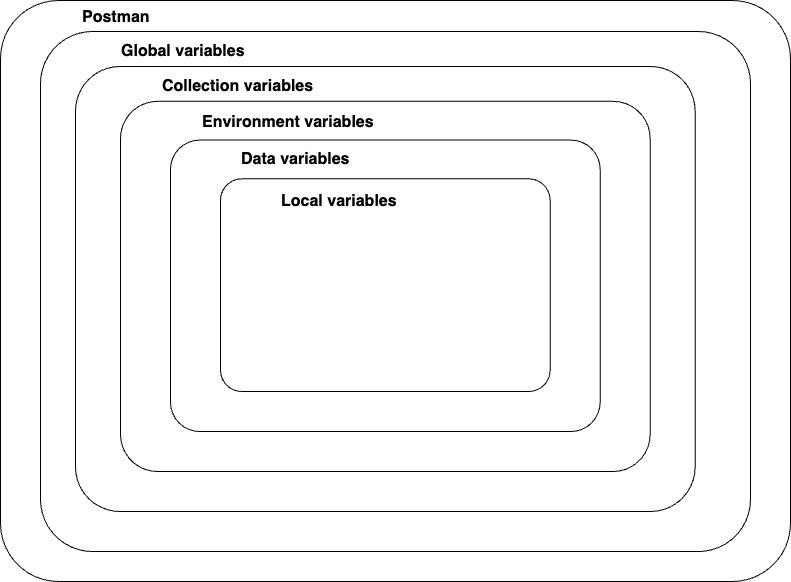 Postman
Global variables
Collection variables
Environment variables
Data variables
Local variables